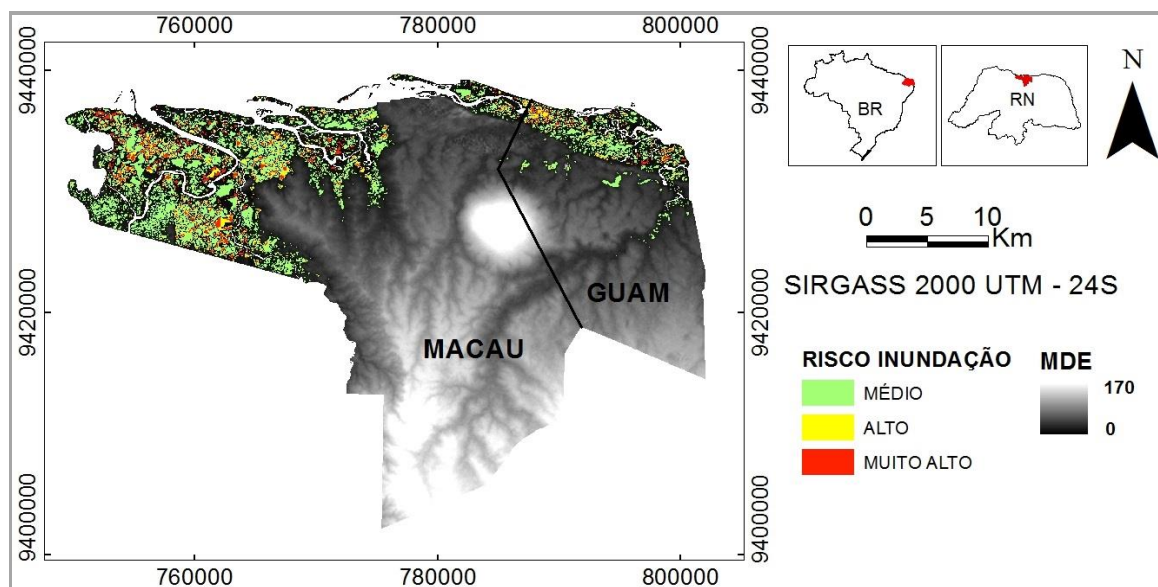 760000 780000 800000
9440000
9420000
9400000
9440000
9420000
9400000
760000 780000 800000
MACAU
GUAM
BR
RN
N
0 5 10
Km
SIRGASS 2000 UTM - 24S
RISCO INUNDAÇÃO
MÉDIO
ALTO
MUITO ALTO
MDE
170
0